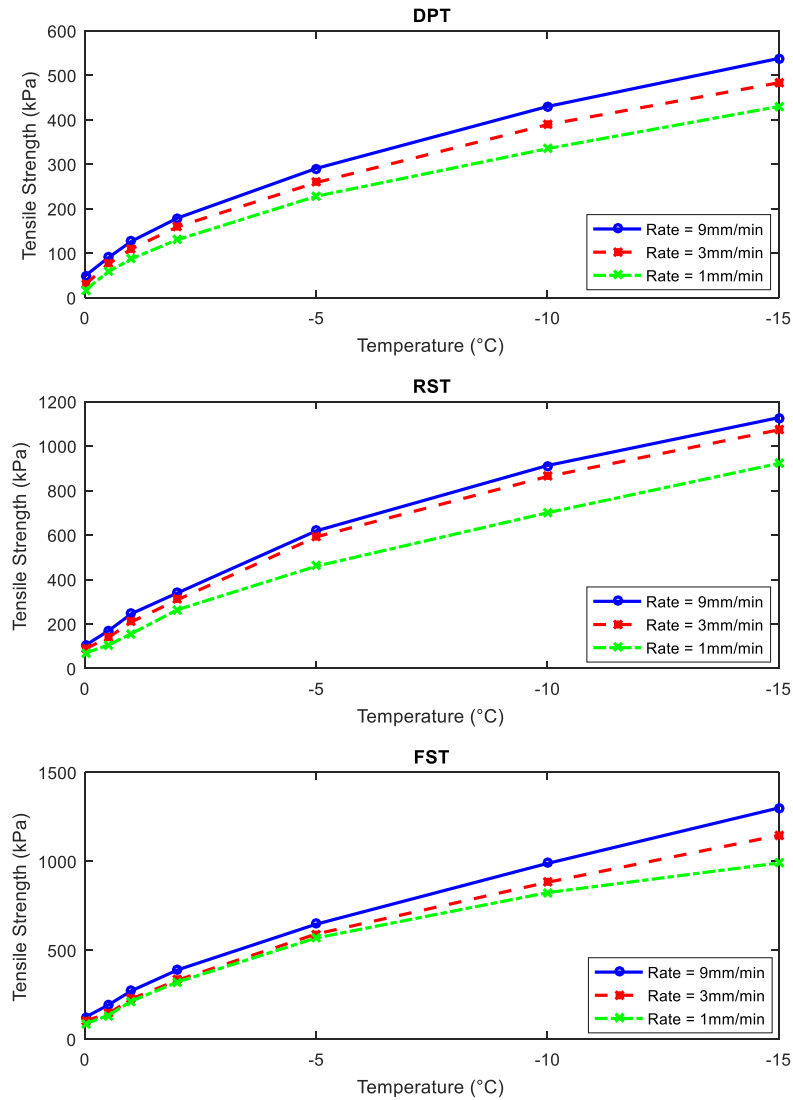 DPT
600
500
400
300
200
100
0
Tensile Strength (kPa)
Rate = 9mm/min
Rate = 3mm/min
Rate = 1mm/min
0 -5 -10 -15
Temperature (°C)
RST
1200
1000
800
600
400
200
0
Tensile Strength (kPa)
Rate = 9mm/min
Rate = 3mm/min
Rate = 1mm/min
0 -5 -10 -15
Temperature (°C)
FST
1500
1000
500
0
Tensile Strength (kPa)
Rate = 9mm/min
Rate = 3mm/min
Rate = 1mm/min
0 -5 -10 -15
Temperature (°C)